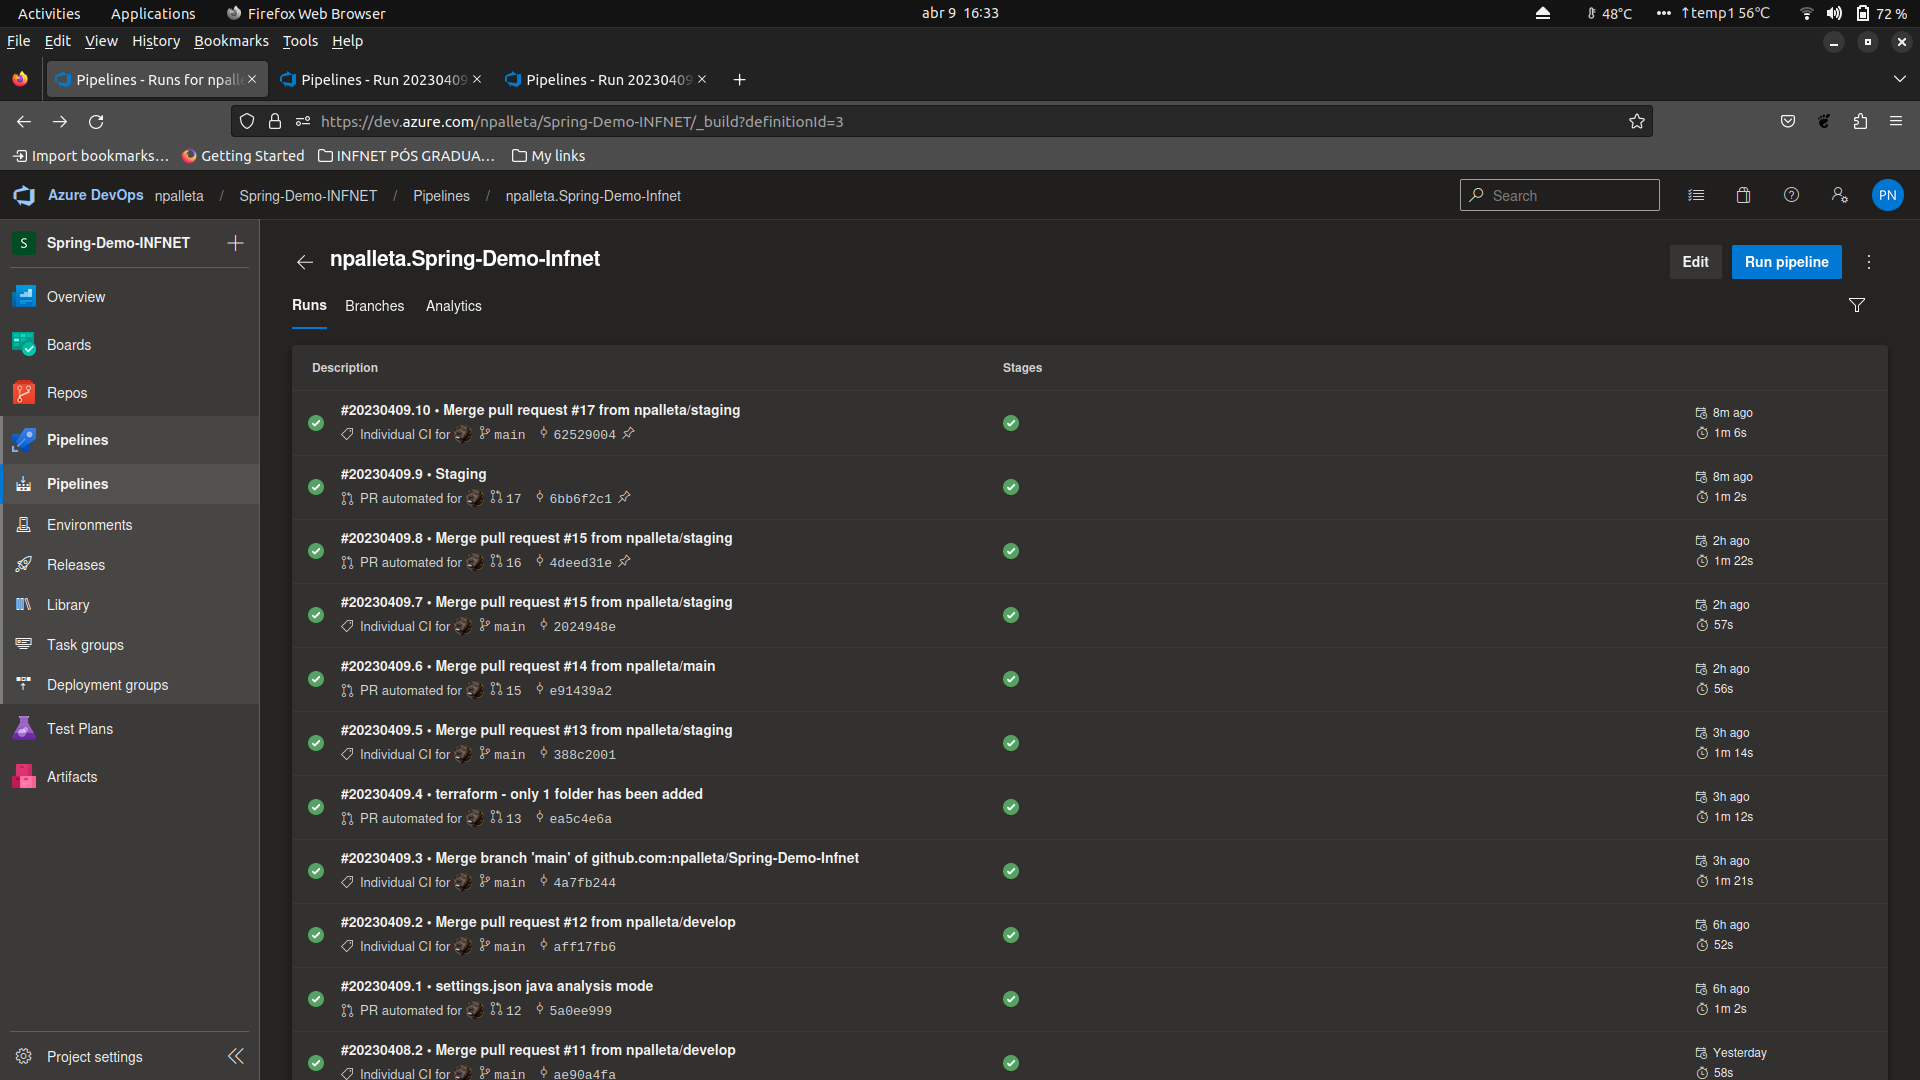 Activities Applications Firefox Web Browser abr 9 16:33 48°C ↑temp1 56°C 72 %
File Edit View History Bookmarks Tools Help
Pipelines - Runs for npall Pipelines - Run 20230409 Pipelines - Run 20230409
https://dev.azure.com/npalleta/Spring-Demo-INFNET/_build?definitionId=3
Import bookmarks… Getting Started INFNET PÓS GRADUA… My links
Azure DevOps npalleta / Spring-Demo-INFNET / Pipelines / npalleta.Spring-Demo-Infnet Search PN
S Spring-Demo-INFNET
Overview
Boards
Repos
Pipelines
Pipelines
Environments
Releases
Library
Task groups
Deployment groups
Test Plans
Artifacts
Project settings
npalleta.Spring-Demo-Infnet Edit Run pipeline
Runs Branches Analytics
Description Stages
#20230409.10 • Merge pull request #17 from npalleta/staging 8m ago
Individual CI for main 62529004 1m 6s
#20230409.9 • Staging 8m ago
PR automated for 17 6bb6f2c1 1m 2s
#20230409.8 • Merge pull request #15 from npalleta/staging 2h ago
PR automated for 16 4deed31e 1m 22s
#20230409.7 • Merge pull request #15 from npalleta/staging 2h ago
Individual CI for main 2024948e 57s
#20230409.6 • Merge pull request #14 from npalleta/main 2h ago
PR automated for 15 e91439a2 56s
#20230409.5 • Merge pull request #13 from npalleta/staging 3h ago
Individual CI for main 388c2001 1m 14s
#20230409.4 • terraform - only 1 folder has been added 3h ago
PR automated for 13 ea5c4e6a 1m 12s
#20230409.3 • Merge branch 'main' of github.com:npalleta/Spring-Demo-Infnet 3h ago
Individual CI for main 4a7fb244 1m 21s
#20230409.2 • Merge pull request #12 from npalleta/develop 6h ago
Individual CI for main aff17fb6 52s
#20230409.1 • settings.json java analysis mode 6h ago
PR automated for 12 5a0ee999 1m 2s
#20230408.2 • Merge pull request #11 from npalleta/develop Yesterday
Individual CI for main ae90a4fa 58s